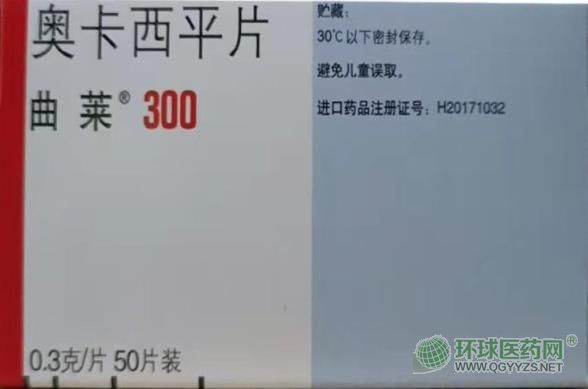 奥卡西平片
曲莱® 300
0.3克/片 50片装
贮藏:
30℃以下密封保存。
避免儿童误取。
进口药品注册证号: H20171032
环球医药网®
WWW.QGYYZS.NET